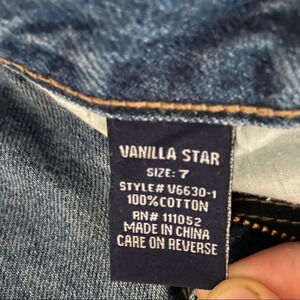 VANILLA STAR
SIZE: 7
STYLE# V6630-1
100% COTTON
RN# 111052
MADE IN CHINA
CARE ON REVERSE